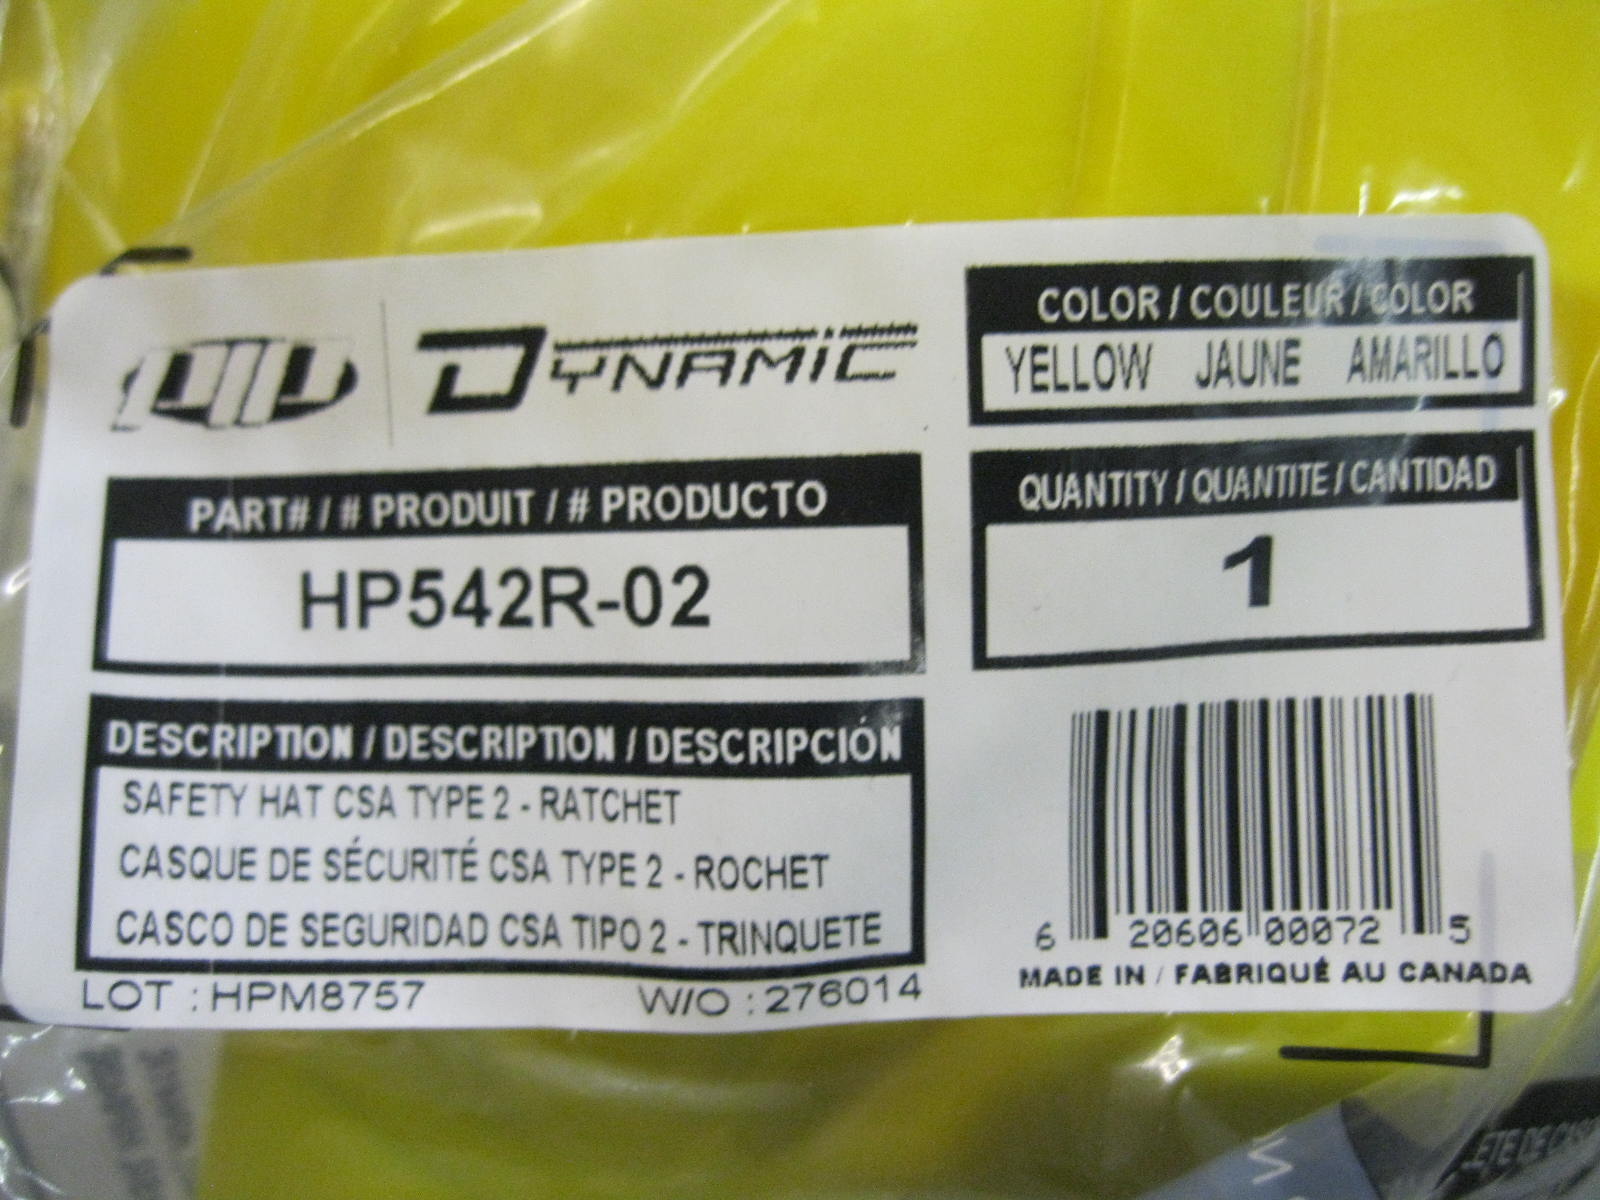 DYNAMIC
COLOR / COULEUR / COLOR
YELLOW JAUNE AMARILLO
PART# / # PRODUIT / # PRODUCTO
HP542R-02
QUANTITY / QUANTITE / CANTIDAD
1
DESCRIPTION / DESCRIPTION / DESCRIPCIÓN
SAFETY HAT CSA TYPE 2 - RATCHET
CASQUE DE SÉCURITÉ CSA TYPE 2 - ROCHET
CASCO DE SEGURIDAD CSA TIPO 2 - TRINQUETE
LOT : HPM8757 W/O : 276014
6 20606 00072 5
MADE IN / FABRIQUÉ AU CANADA